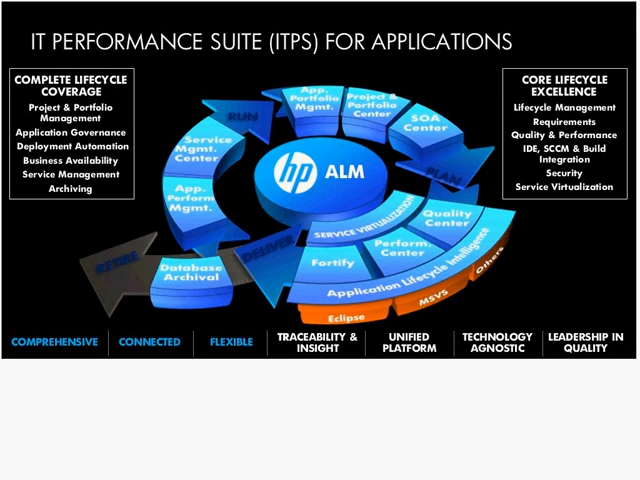 IT PERFORMANCE SUITE (ITPS) FOR APPLICATIONS
COMPLETE LIFECYCLE
COVERAGE
Project & Portfolio
Management
Application Governance
Deployment Automation
Business Availability
Service Management
Archiving
CORE LIFECYCLE
EXCELLENCE
Lifecycle Management
Requirements
Quality & Performance
IDE, SCCM & Build
Integration
Security
Service Virtualization
RUN
App.
Portfolio
Mgmt.
Project &
Portfolio
Center
SOA
Center
PLAN
Service
Mgmt.
Center
App.
Perform.
Mgmt.
hp ALM
SERVICE VIRTUALIZATION
Quality
Center
Perform.
Center
Fortify
Application Lifecycle Intelligence
Eclipse
MSVS
Others
DELIVER
Database
Archival
RETIRE
COMPREHENSIVE
CONNECTED
FLEXIBLE
TRACEABILITY &
INSIGHT
UNIFIED
PLATFORM
TECHNOLOGY
AGNOSTIC
LEADERSHIP IN
QUALITY